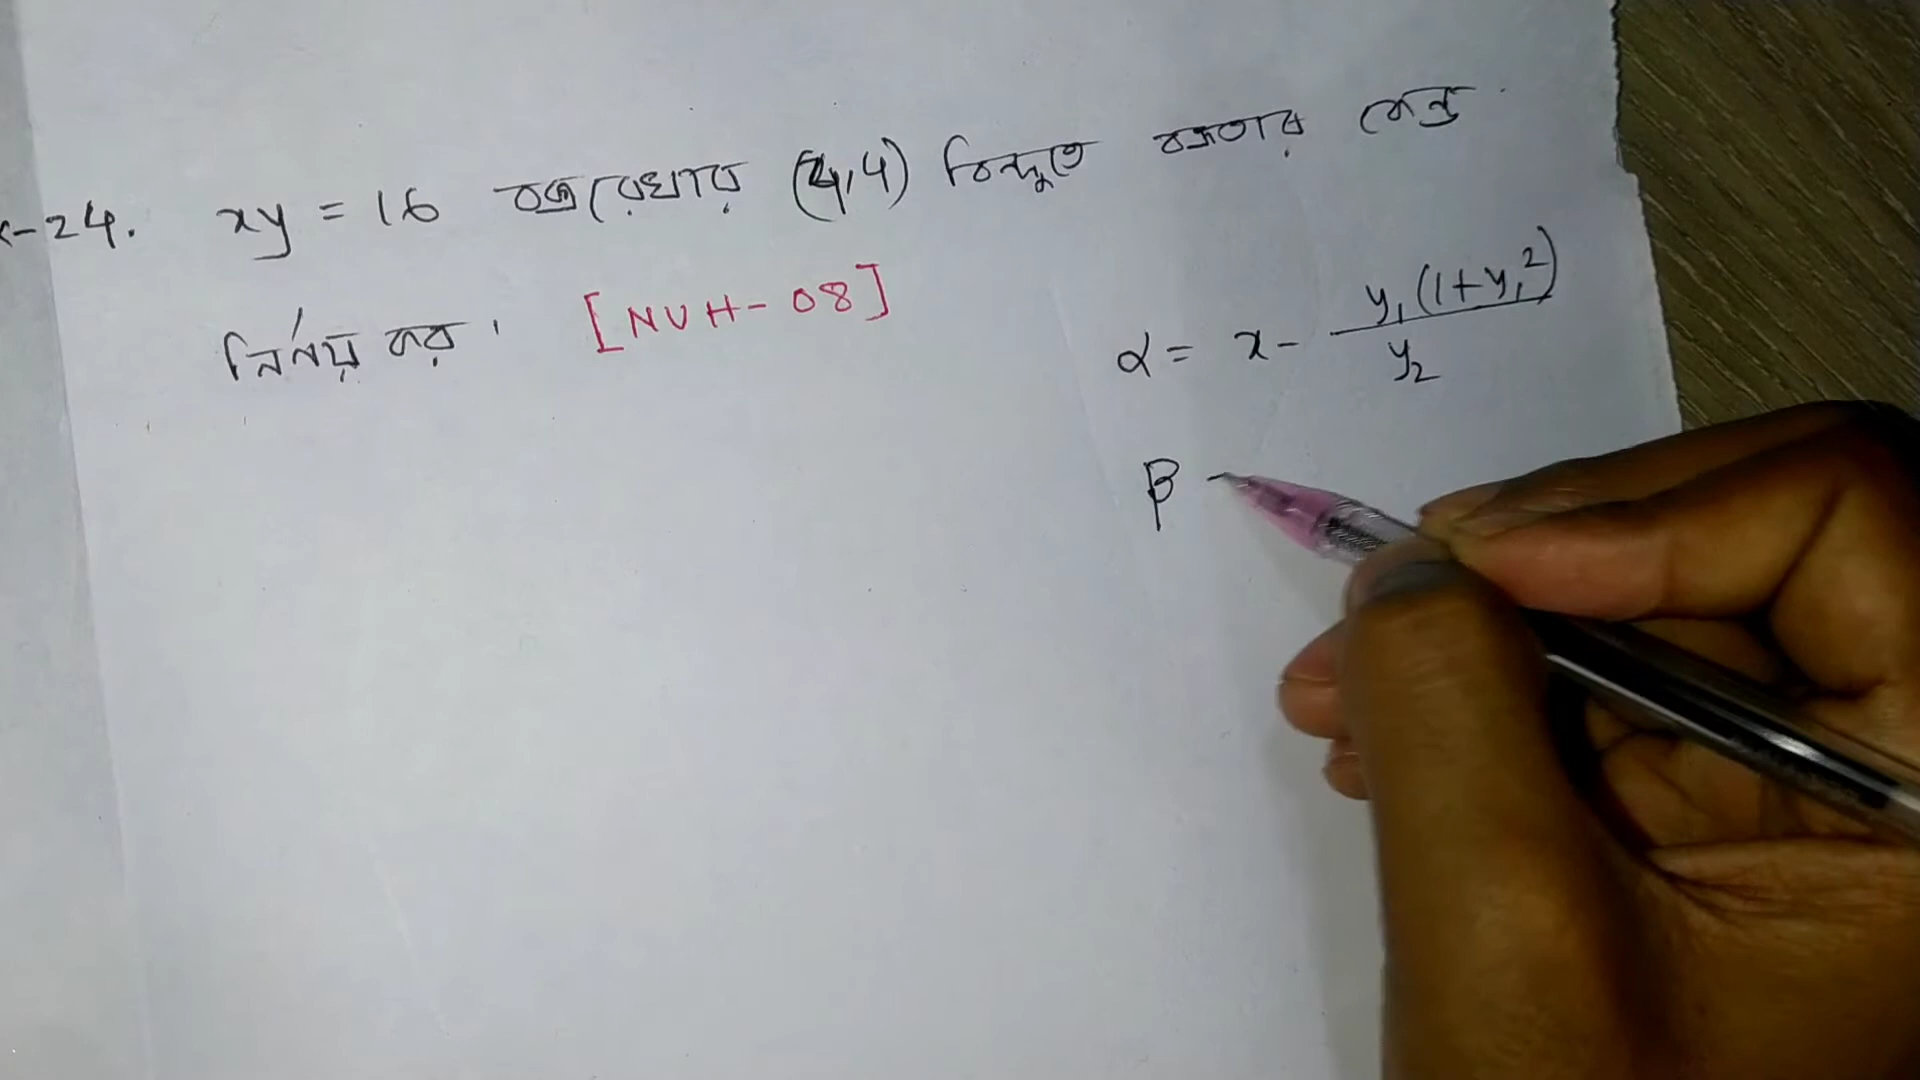 -24. xy = 16 বক্ররেখার (4,4) বিন্দুতে বক্রতার কেন্দ্র
নির্ণয় কর। [NUH-08]
α = x - y₁(1+y₁²)/y₂
β -